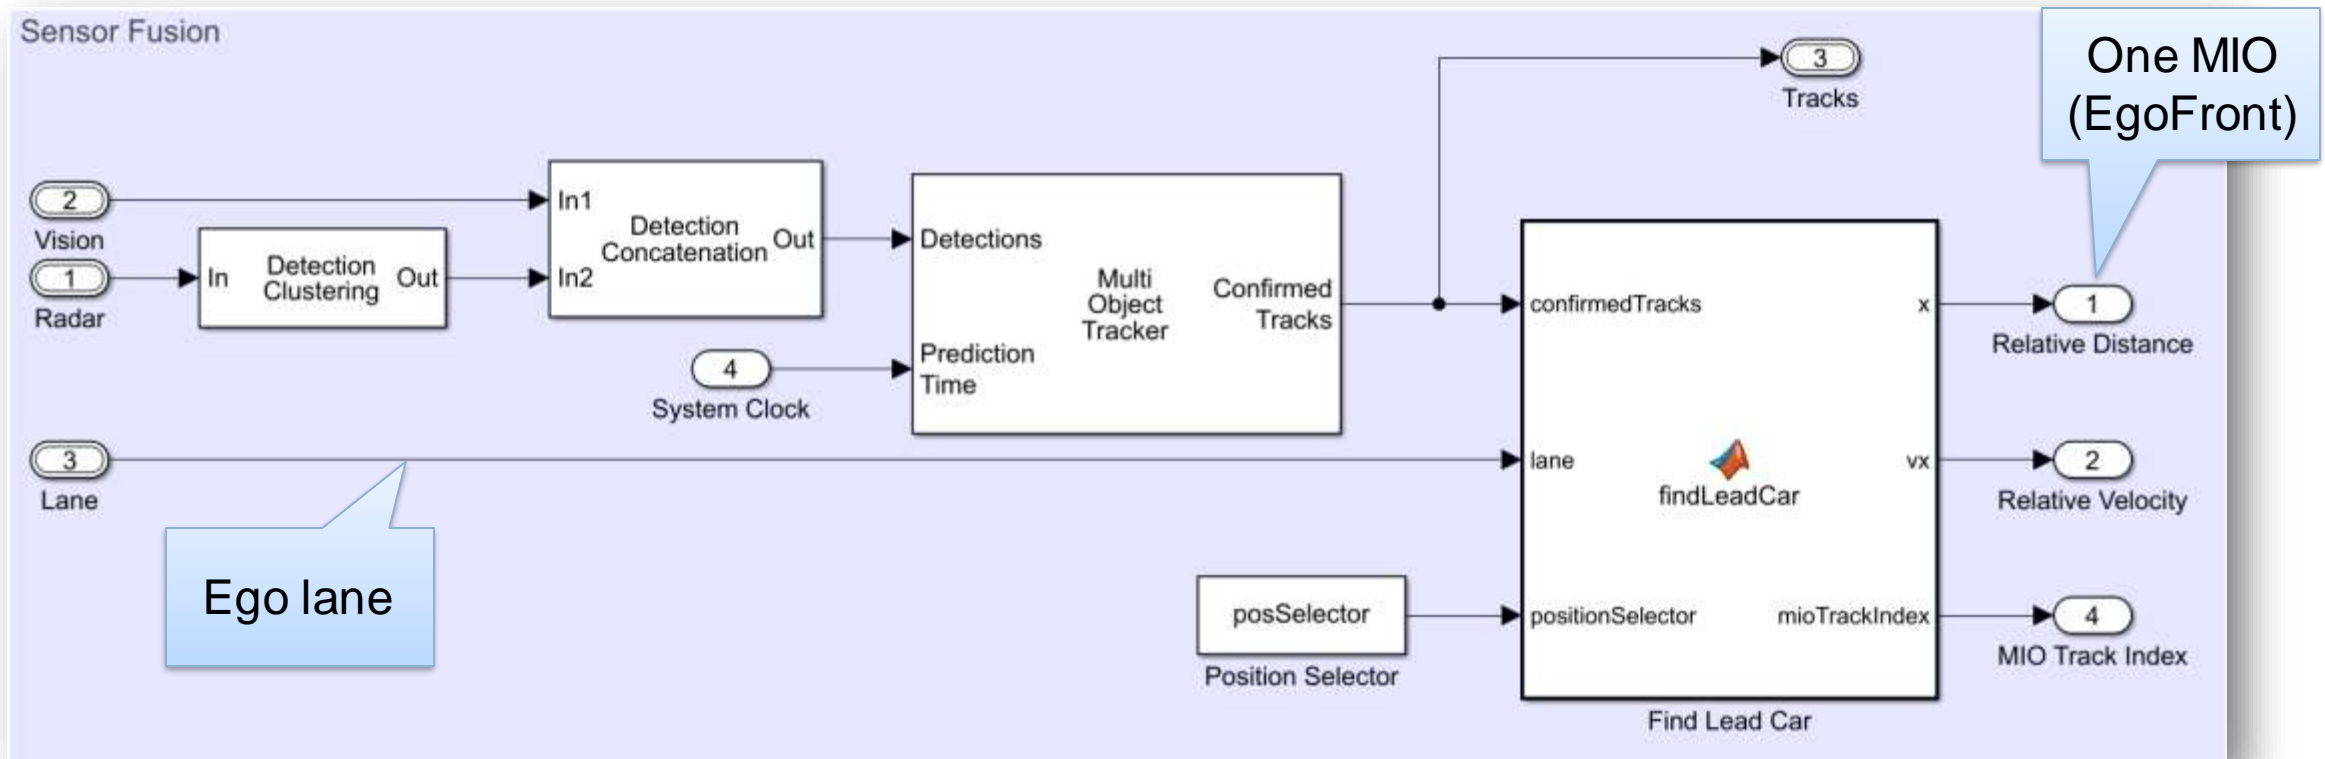 Sensor Fusion
One MIO
(EgoFront)
3
Tracks
2
Vision
1
Radar
In
Detection
Clustering
Out
In1
In2
Detection
Concatenation
Out
Detections
Prediction
Time
Multi
Object
Tracker
Confirmed
Tracks
4
System Clock
3
Lane
Ego lane
posSelector
Position Selector
confirmedTracks
lane
positionSelector
findLeadCar
x
vx
mioTrackIndex
Find Lead Car
1
Relative Distance
2
Relative Velocity
4
MIO Track Index